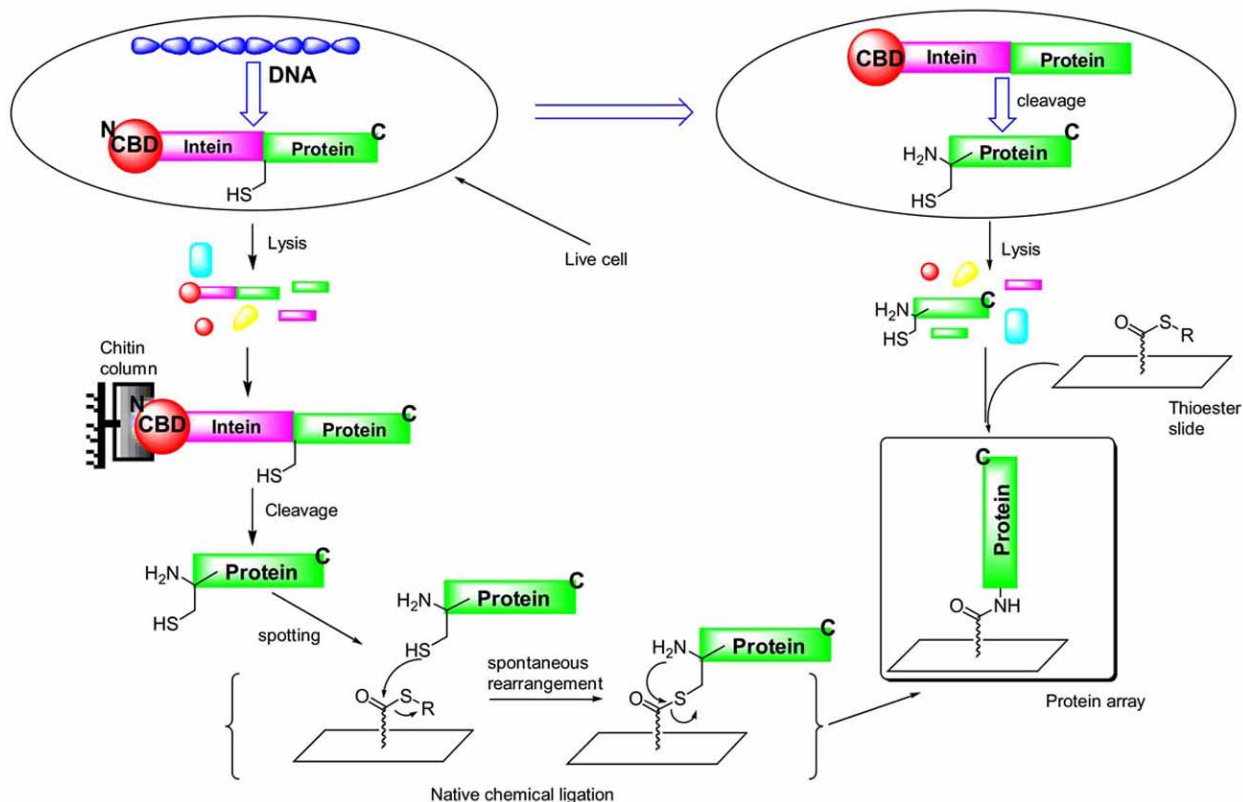 DNA
N
CBD
Intein
Protein
C
HS
Lysis
Live cell
Chitin
column
N
CBD
Intein
Protein
C
HS
Cleavage
H2N
Protein
C
HS
spotting
H2N
Protein
C
HS
O
S
R
spontaneous
rearrangement
H2N
Protein
C
O
S
Native chemical ligation
CBD
Intein
Protein
cleavage
H2N
Protein
C
HS
Lysis
H2N
C
HS
O
S
R
Thioester
slide
C
Protein
O
NH
Protein array